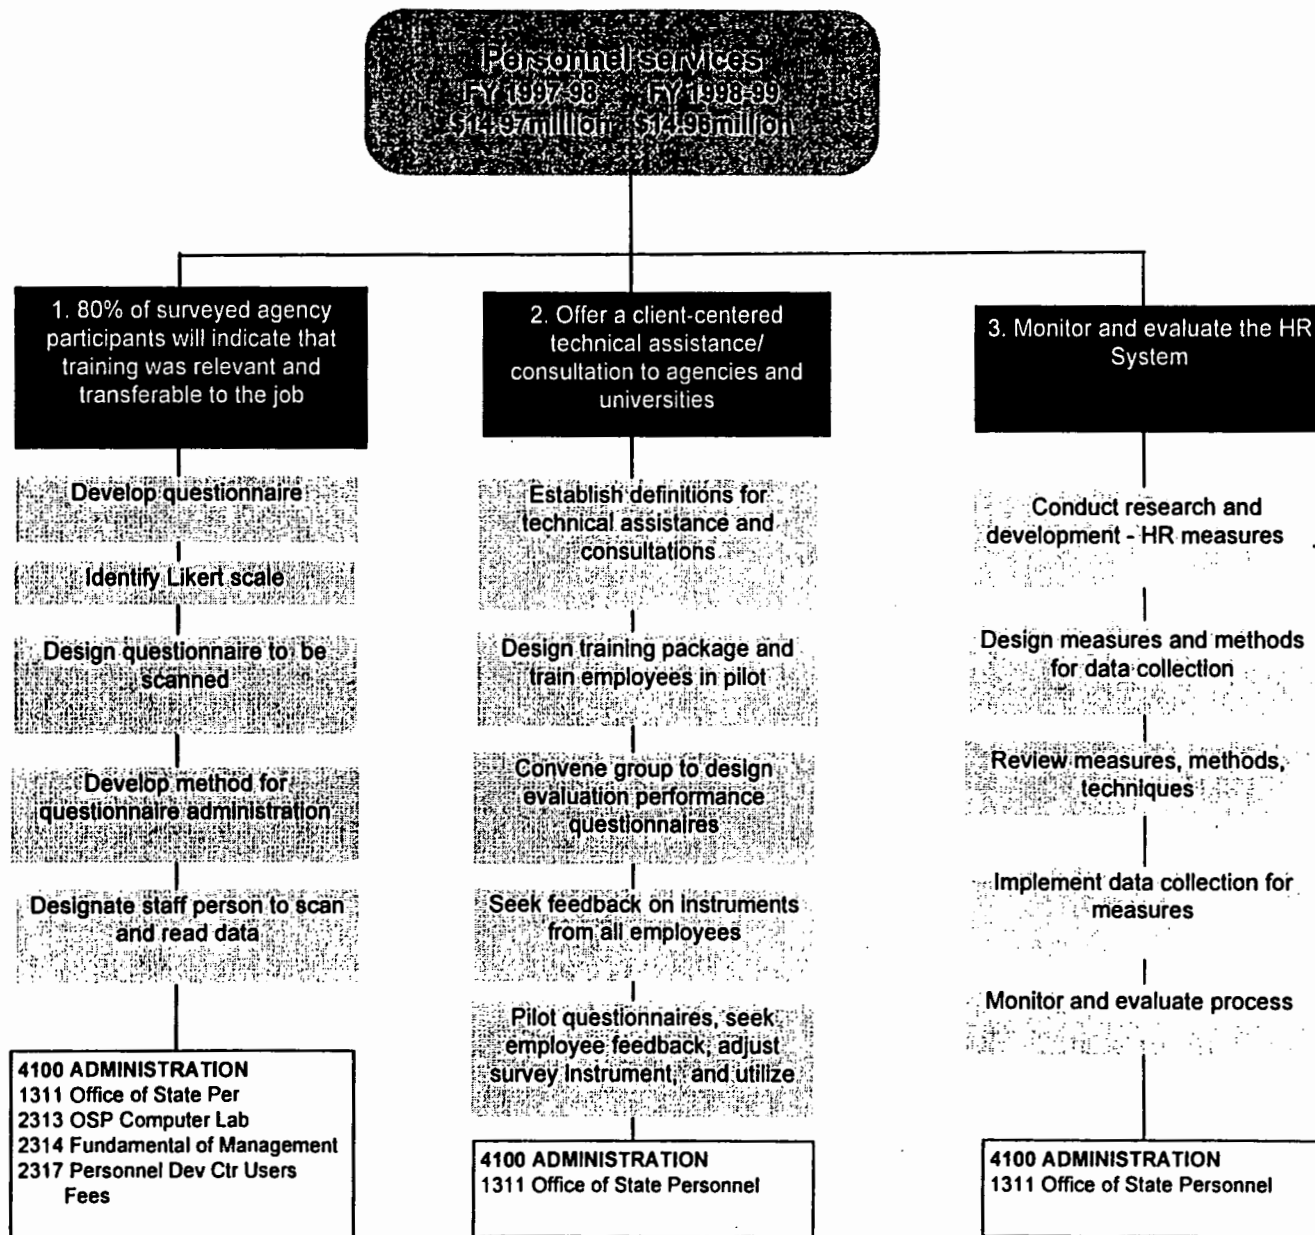 Personnel services
FY 1997-98 FY 1998-99
$14.97million $14.96million
1. 80% of surveyed agency
participants will indicate that
training was relevant and
transferable to the job
Develop questionnaire
Identify Likert scale
Design questionnaire to be
scanned
Develop method for
questionnaire administration
Designate staff person to scan
and read data
4100 ADMINISTRATION
1311 Office of State Per
2313 OSP Computer Lab
2314 Fundamental of Management
2317 Personnel Dev Ctr Users
Fees
2. Offer a client-centered
technical assistance/
consultation to agencies and
universities
Establish definitions for
technical assistance and
consultations
Design training package and
train employees in pilot
Convene group to design
evaluation performance
questionnaires
Seek feedback on instruments
from all employees
Pilot questionnaires, seek
employee feedback, adjust
survey instrument, and utilize
4100 ADMINISTRATION
1311 Office of State Personnel
3. Monitor and evaluate the HR
System
Conduct research and
development - HR measures
Design measures and methods
for data collection
Review measures, methods,
techniques
Implement data collection for
measures
Monitor and evaluate process
4100 ADMINISTRATION
1311 Office of State Personnel